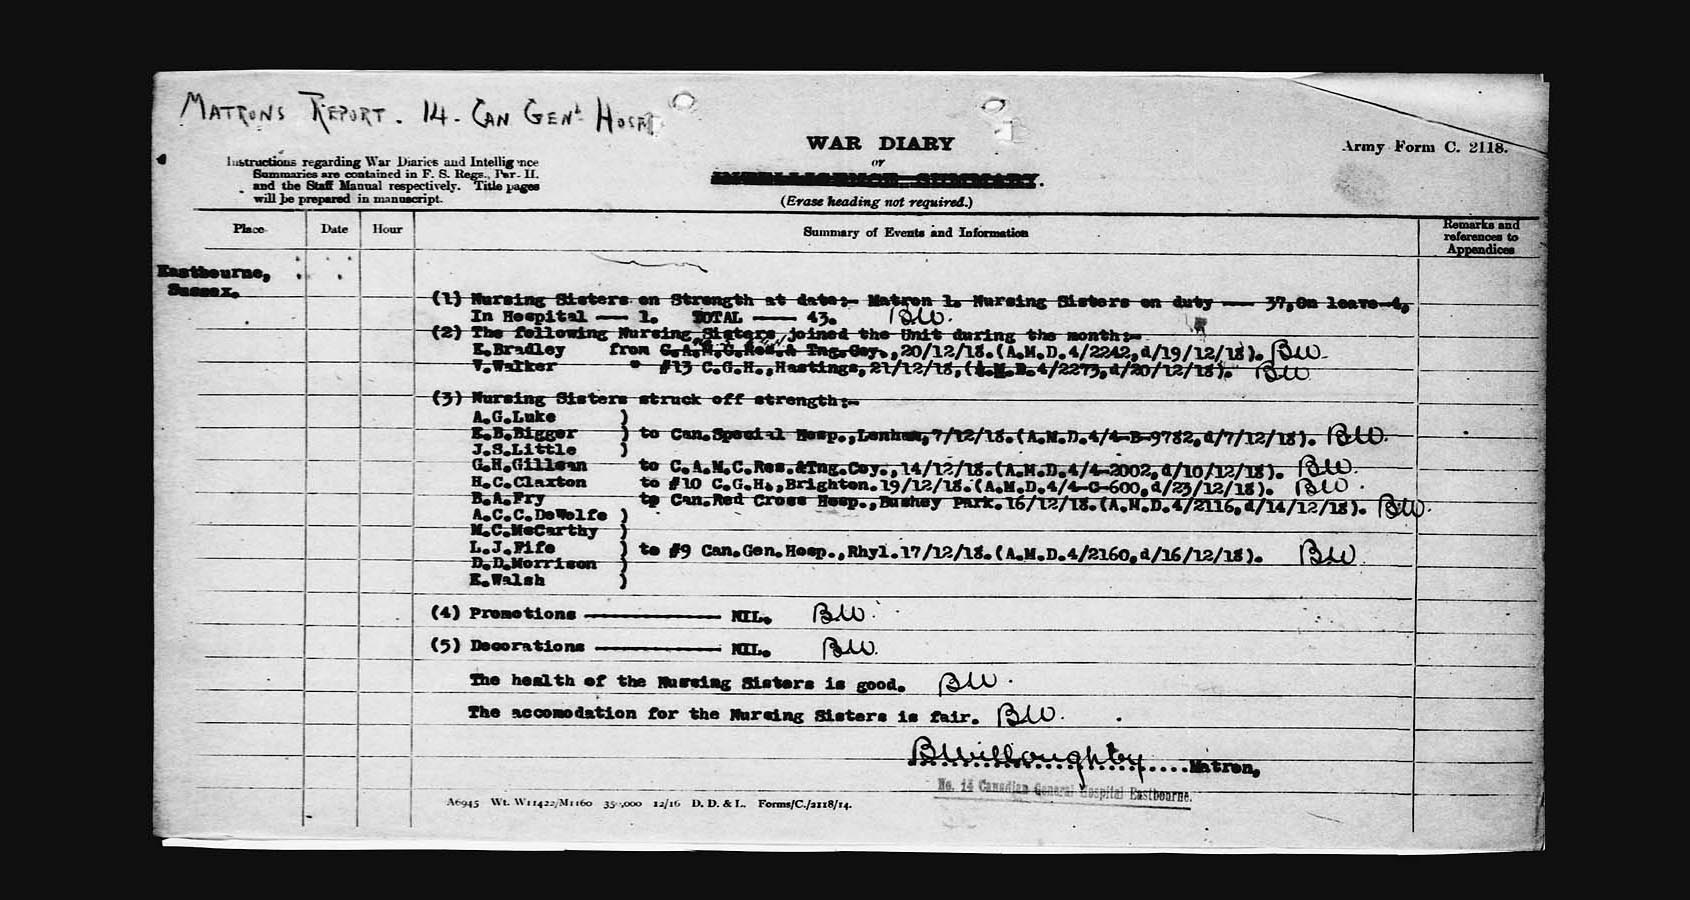 MATRONS REPORT. 14. CAN GENL HOSP
WAR DIARY
or
INTELLIGENCE SUMMARY.
(Erase heading not required.)
Army Form C. 2118.
Instructions regarding War Diaries and Intelligence
Summaries are contained in F. S. Regs., Part II.
and the Staff Manual respectively. Title pages
will be prepared in manuscript.
Place
Date
Hour
Summary of Events and Information
Remarks and
references to
Appendices
Eastbourne,
Sussex.
(1) Nursing Sisters on Strength at date:- Matron 1. Nursing Sisters on duty --- 37, On leave-4,
In Hospital --- 1. TOTAL ---- 43. BW.
(2) The following Nursing Sisters joined the Unit during the month:-
E.Bradley from C.A.M.C.Res.& Tng.Coy.,20/12/18.(A.M.D.4/2242,d/19/12/18). BW.
V.Walker " #13 C.G.H.,Hastings,21/12/18,(A.M.D.4/2273,d/20/12/18). BW
(3) Nursing Sisters struck off strength:-
A.G.Luke )
E.B.Bigger ) to Can.Special Hosp.,Lenham,7/12/18.(A.M.D.4/4-B-9782,d/7/12/18). BW.
J.S.Little )
G.H.Gillean to C.A.M.C.Res.&Tng.Coy.,14/12/18.(A.M.D.4/4-2002,d/10/12/18). BW.
H.C.Claxton to #10 C.G.H.,Brighton.19/12/18.(A.M.D.4/4-C-600,d/23/12/18). BW.
B.A.Fry to Can.Red Cross Hosp.,Bushey Park.16/12/18.(A.M.D.4/2116,d/14/12/18). BW.
A.C.C.DeWolfe )
M.C.McCarthy )
L.J.Fife ) to #9 Can.Gen.Hosp.,Rhyl.17/12/18.(A.M.D.4/2160,d/16/12/18). BW.
D.D.Morrison )
E.Walsh )
(4) Promotions ------------ NIL. BW.
(5) Decorations ------------ NIL. BW.
The health of the Nursing Sisters is good. BW.
The accomodation for the Nursing Sisters is fair. BW.
BWilloughby....Matron,
No. 14 Canadian General Hospital Eastbourne.
A6945 Wt. W11422/M1160 350,000 12/16 D. D. & L. Forms/C./2118/14.